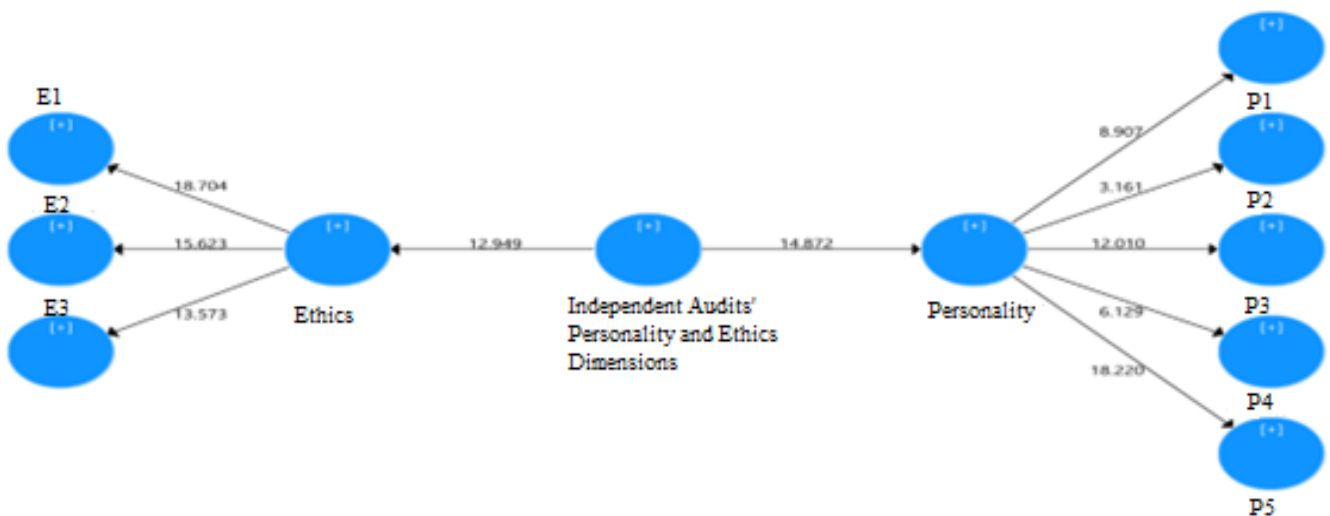 [+]
P1
E1
[+]
8.907
[+]
18.704
3.161
E2
P2
[+]
15.623
[+]
12.949
[+]
14.872
[+]
12.010
[+]
E3
Ethics
Independent Audits'
Personality and Ethics
Dimensions
Personality
P3
[+]
13.573
6.129
[+]
18.220
P4
[+]
P5